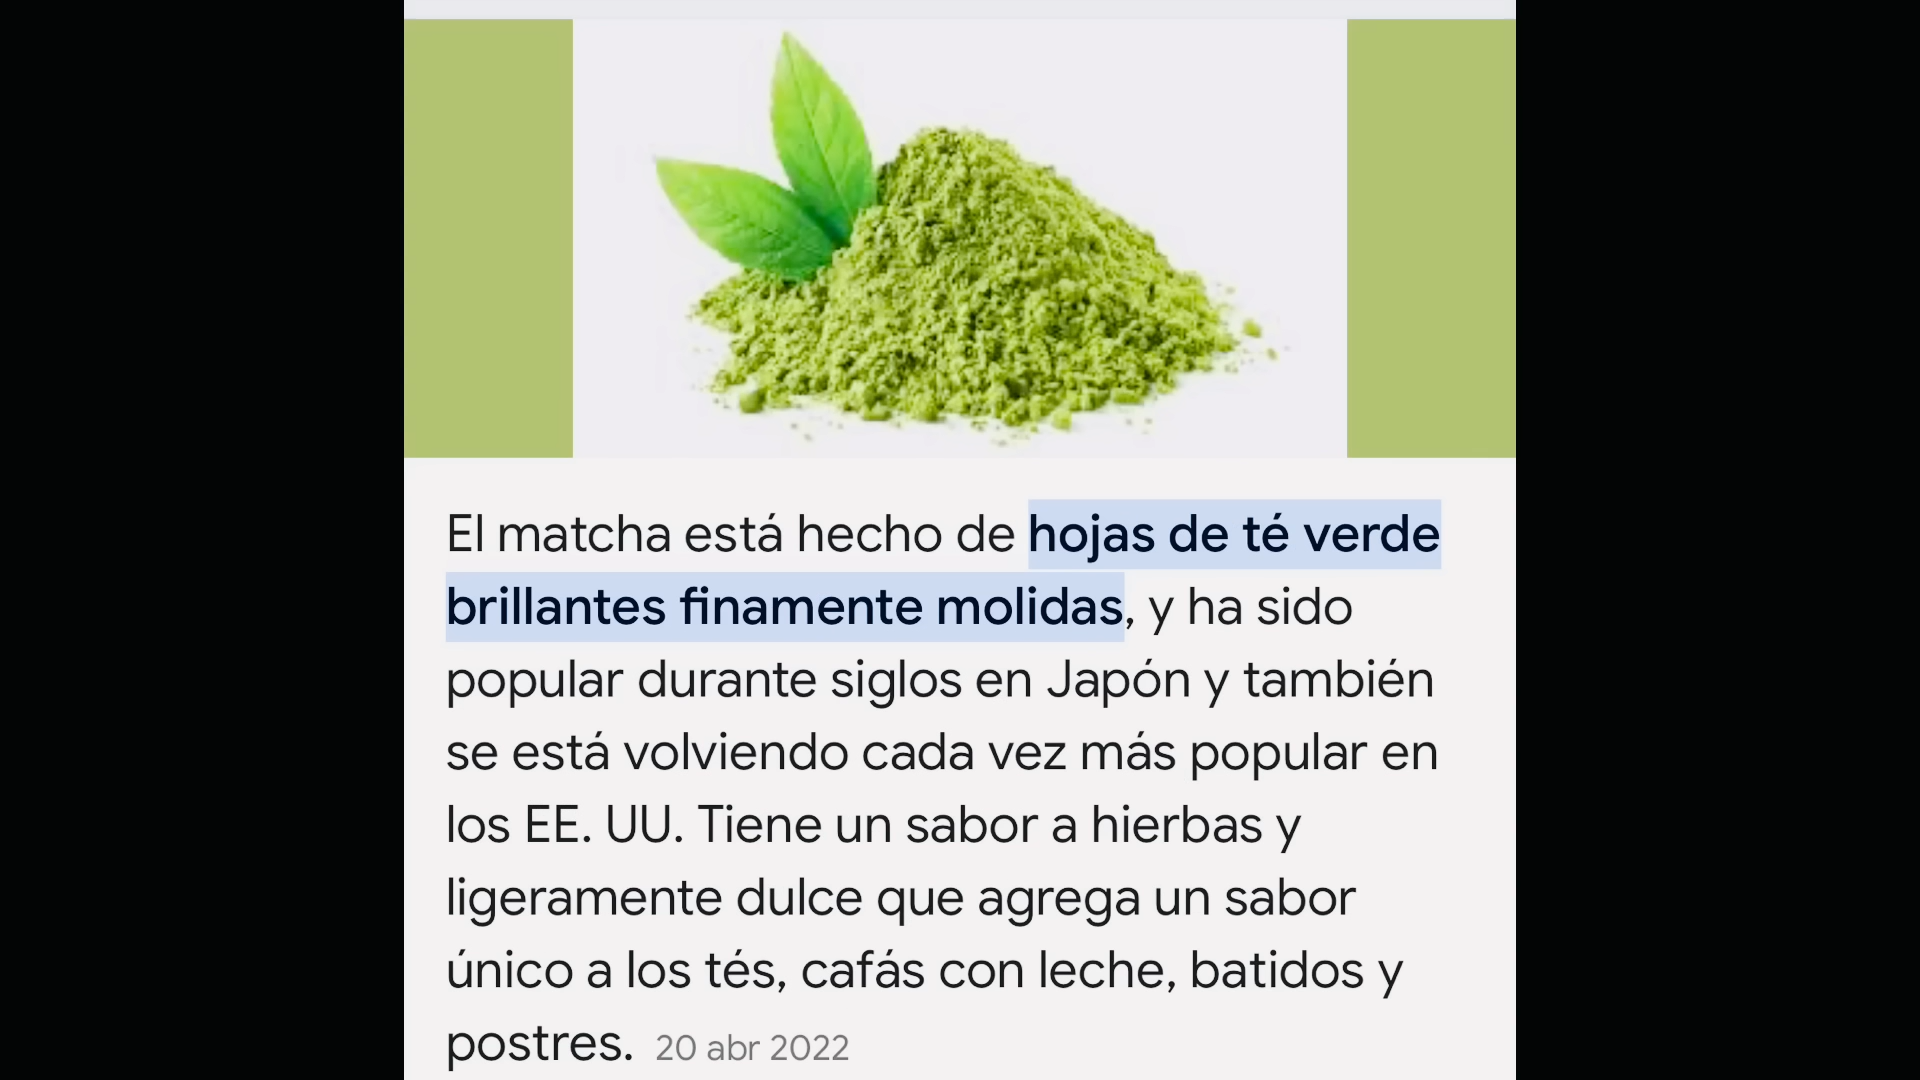 El matcha está hecho de hojas de té verde
brillantes finamente molidas, y ha sido
popular durante siglos en Japón y también
se está volviendo cada vez más popular en
los EE. UU. Tiene un sabor a hierbas y
ligeramente dulce que agrega un sabor
único a los tés, cafás con leche, batidos y
postres. 20 abr 2022